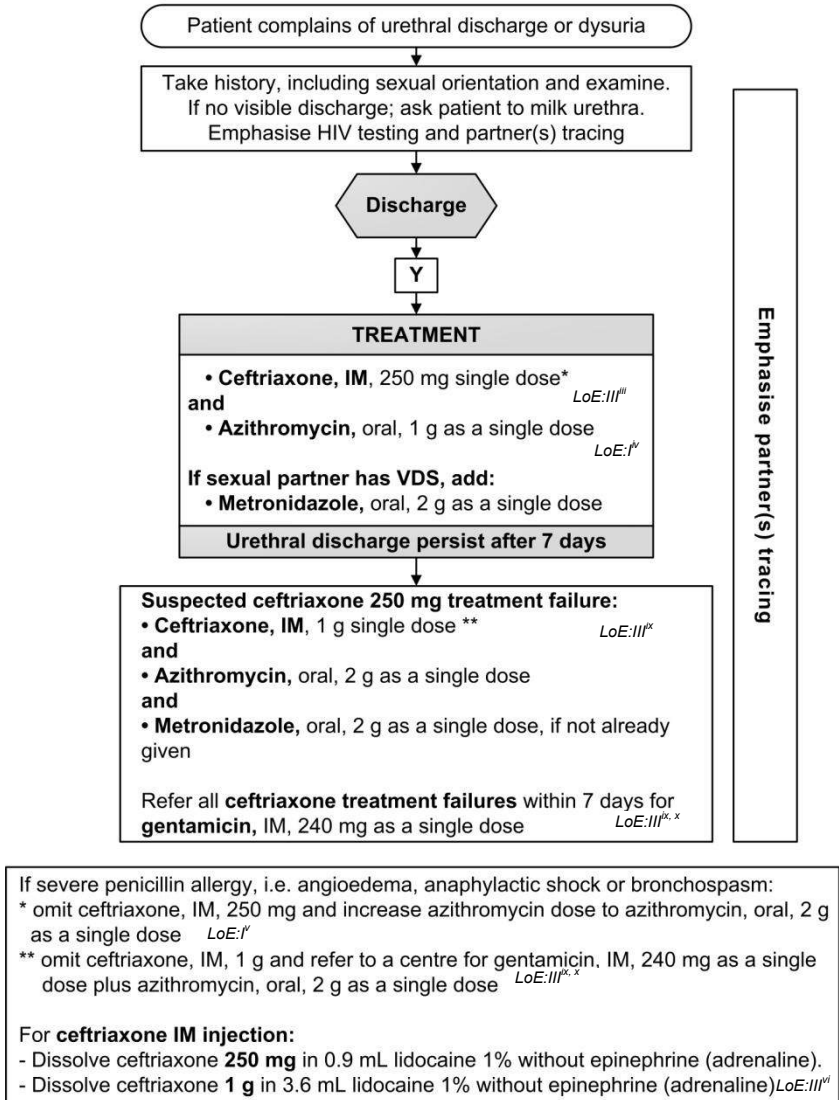 Patient complains of urethral discharge or dysuria
Take history, including sexual orientation and examine.
If no visible discharge; ask patient to milk urethra.
Emphasise HIV testing and partner(s) tracing
Discharge
Y
TREATMENT
• Ceftriaxone, IM, 250 mg single dose* LoE:III^iii
and
• Azithromycin, oral, 1 g as a single dose LoE:I^iv
If sexual partner has VDS, add:
• Metronidazole, oral, 2 g as a single dose
Urethral discharge persist after 7 days
Suspected ceftriaxone 250 mg treatment failure:
• Ceftriaxone, IM, 1 g single dose ** LoE:III^ix
and
• Azithromycin, oral, 2 g as a single dose
and
• Metronidazole, oral, 2 g as a single dose, if not already
given
Refer all ceftriaxone treatment failures within 7 days for
gentamicin, IM, 240 mg as a single dose LoE:III^ix, x
Emphasise partner(s) tracing
If severe penicillin allergy, i.e. angioedema, anaphylactic shock or bronchospasm:
* omit ceftriaxone, IM, 250 mg and increase azithromycin dose to azithromycin, oral, 2 g
as a single dose LoE:I^v
** omit ceftriaxone, IM, 1 g and refer to a centre for gentamicin, IM, 240 mg as a single
dose plus azithromycin, oral, 2 g as a single dose LoE:III^ix, x
For ceftriaxone IM injection:
- Dissolve ceftriaxone 250 mg in 0.9 mL lidocaine 1% without epinephrine (adrenaline).
- Dissolve ceftriaxone 1 g in 3.6 mL lidocaine 1% without epinephrine (adrenaline) LoE:III^vi